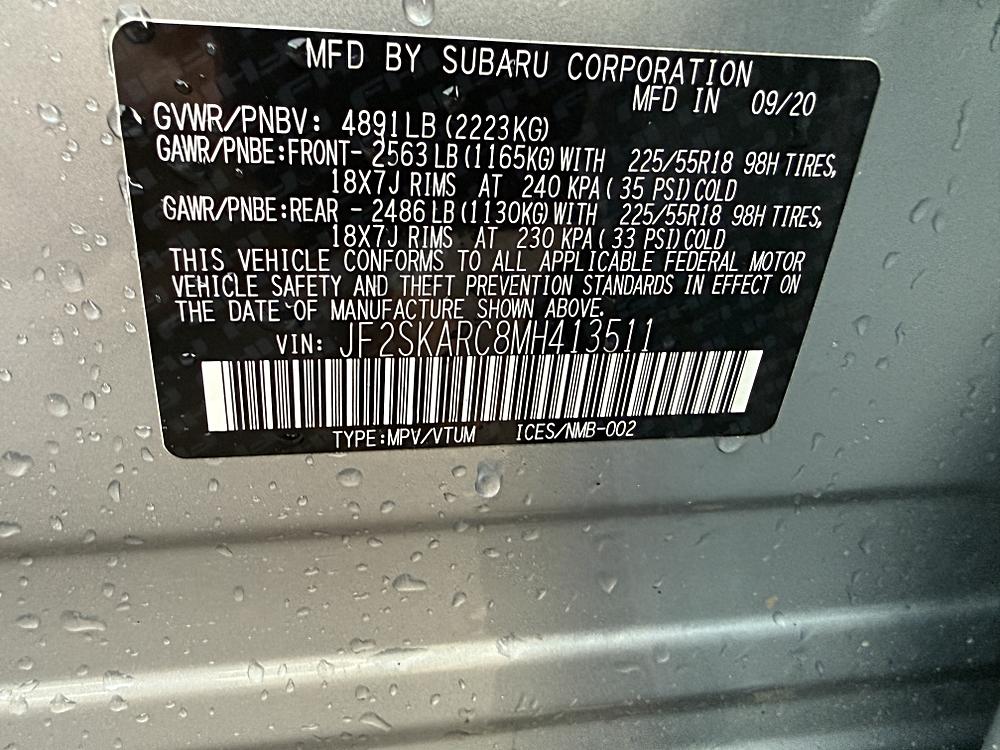 MFD BY SUBARU CORPORATION
MFD IN 09/20
GVWR/PNBV: 4891LB (2223KG)
GAWR/PNBE:FRONT- 2563 LB (1165KG) WITH 225/55R18 98H TIRES,
18X7J RIMS AT 240 KPA ( 35 PSI) COLD
GAWR/PNBE:REAR - 2486 LB (1130KG) WITH 225/55R18 98H TIRES,
18X7J RIMS AT 230 KPA ( 33 PSI) COLD
THIS VEHICLE CONFORMS TO ALL APPLICABLE FEDERAL MOTOR
VEHICLE SAFETY AND THEFT PREVENTION STANDARDS IN EFFECT ON
THE DATE OF MANUFACTURE SHOWN ABOVE.
VIN: JF2SKARC8MH413511
TYPE:MPV/VTUM ICES/NMB-002